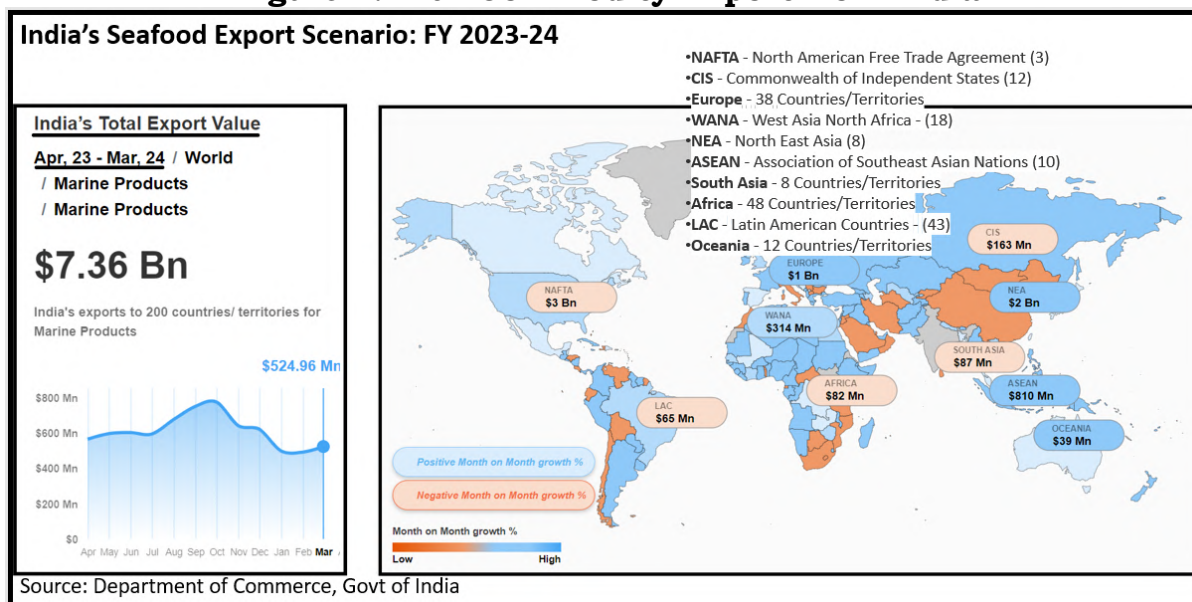 India’s Seafood Export Scenario: FY 2023-24
•NAFTA - North American Free Trade Agreement (3)
•CIS - Commonwealth of Independent States (12)
•Europe - 38 Countries/Territories
•WANA - West Asia North Africa - (18)
•NEA - North East Asia (8)
•ASEAN - Association of Southeast Asian Nations (10)
•South Asia - 8 Countries/Territories
•Africa - 48 Countries/Territories
•LAC - Latin American Countries - (43)
•Oceania - 12 Countries/Territories
India’s Total Export Value
Apr, 23 - Mar, 24 / World
/ Marine Products
/ Marine Products
$7.36 Bn
India's exports to 200 countries/ territories for
Marine Products
$524.96 Mn
$800 Mn
$600 Mn
$400 Mn
$200 Mn
$0
Apr May Jun Jul Aug Sep Oct Nov Dec Jan Feb Mar
CIS
$163 Mn
EUROPE
$1 Bn
NAFTA
$3 Bn
NEA
$2 Bn
WANA
$314 Mn
SOUTH ASIA
$87 Mn
AFRICA
$82 Mn
ASEAN
$810 Mn
LAC
$65 Mn
OCEANIA
$39 Mn
Positive Month on Month growth %
Negative Month on Month growth %
Month on Month growth %
Low High
Source: Department of Commerce, Govt of India